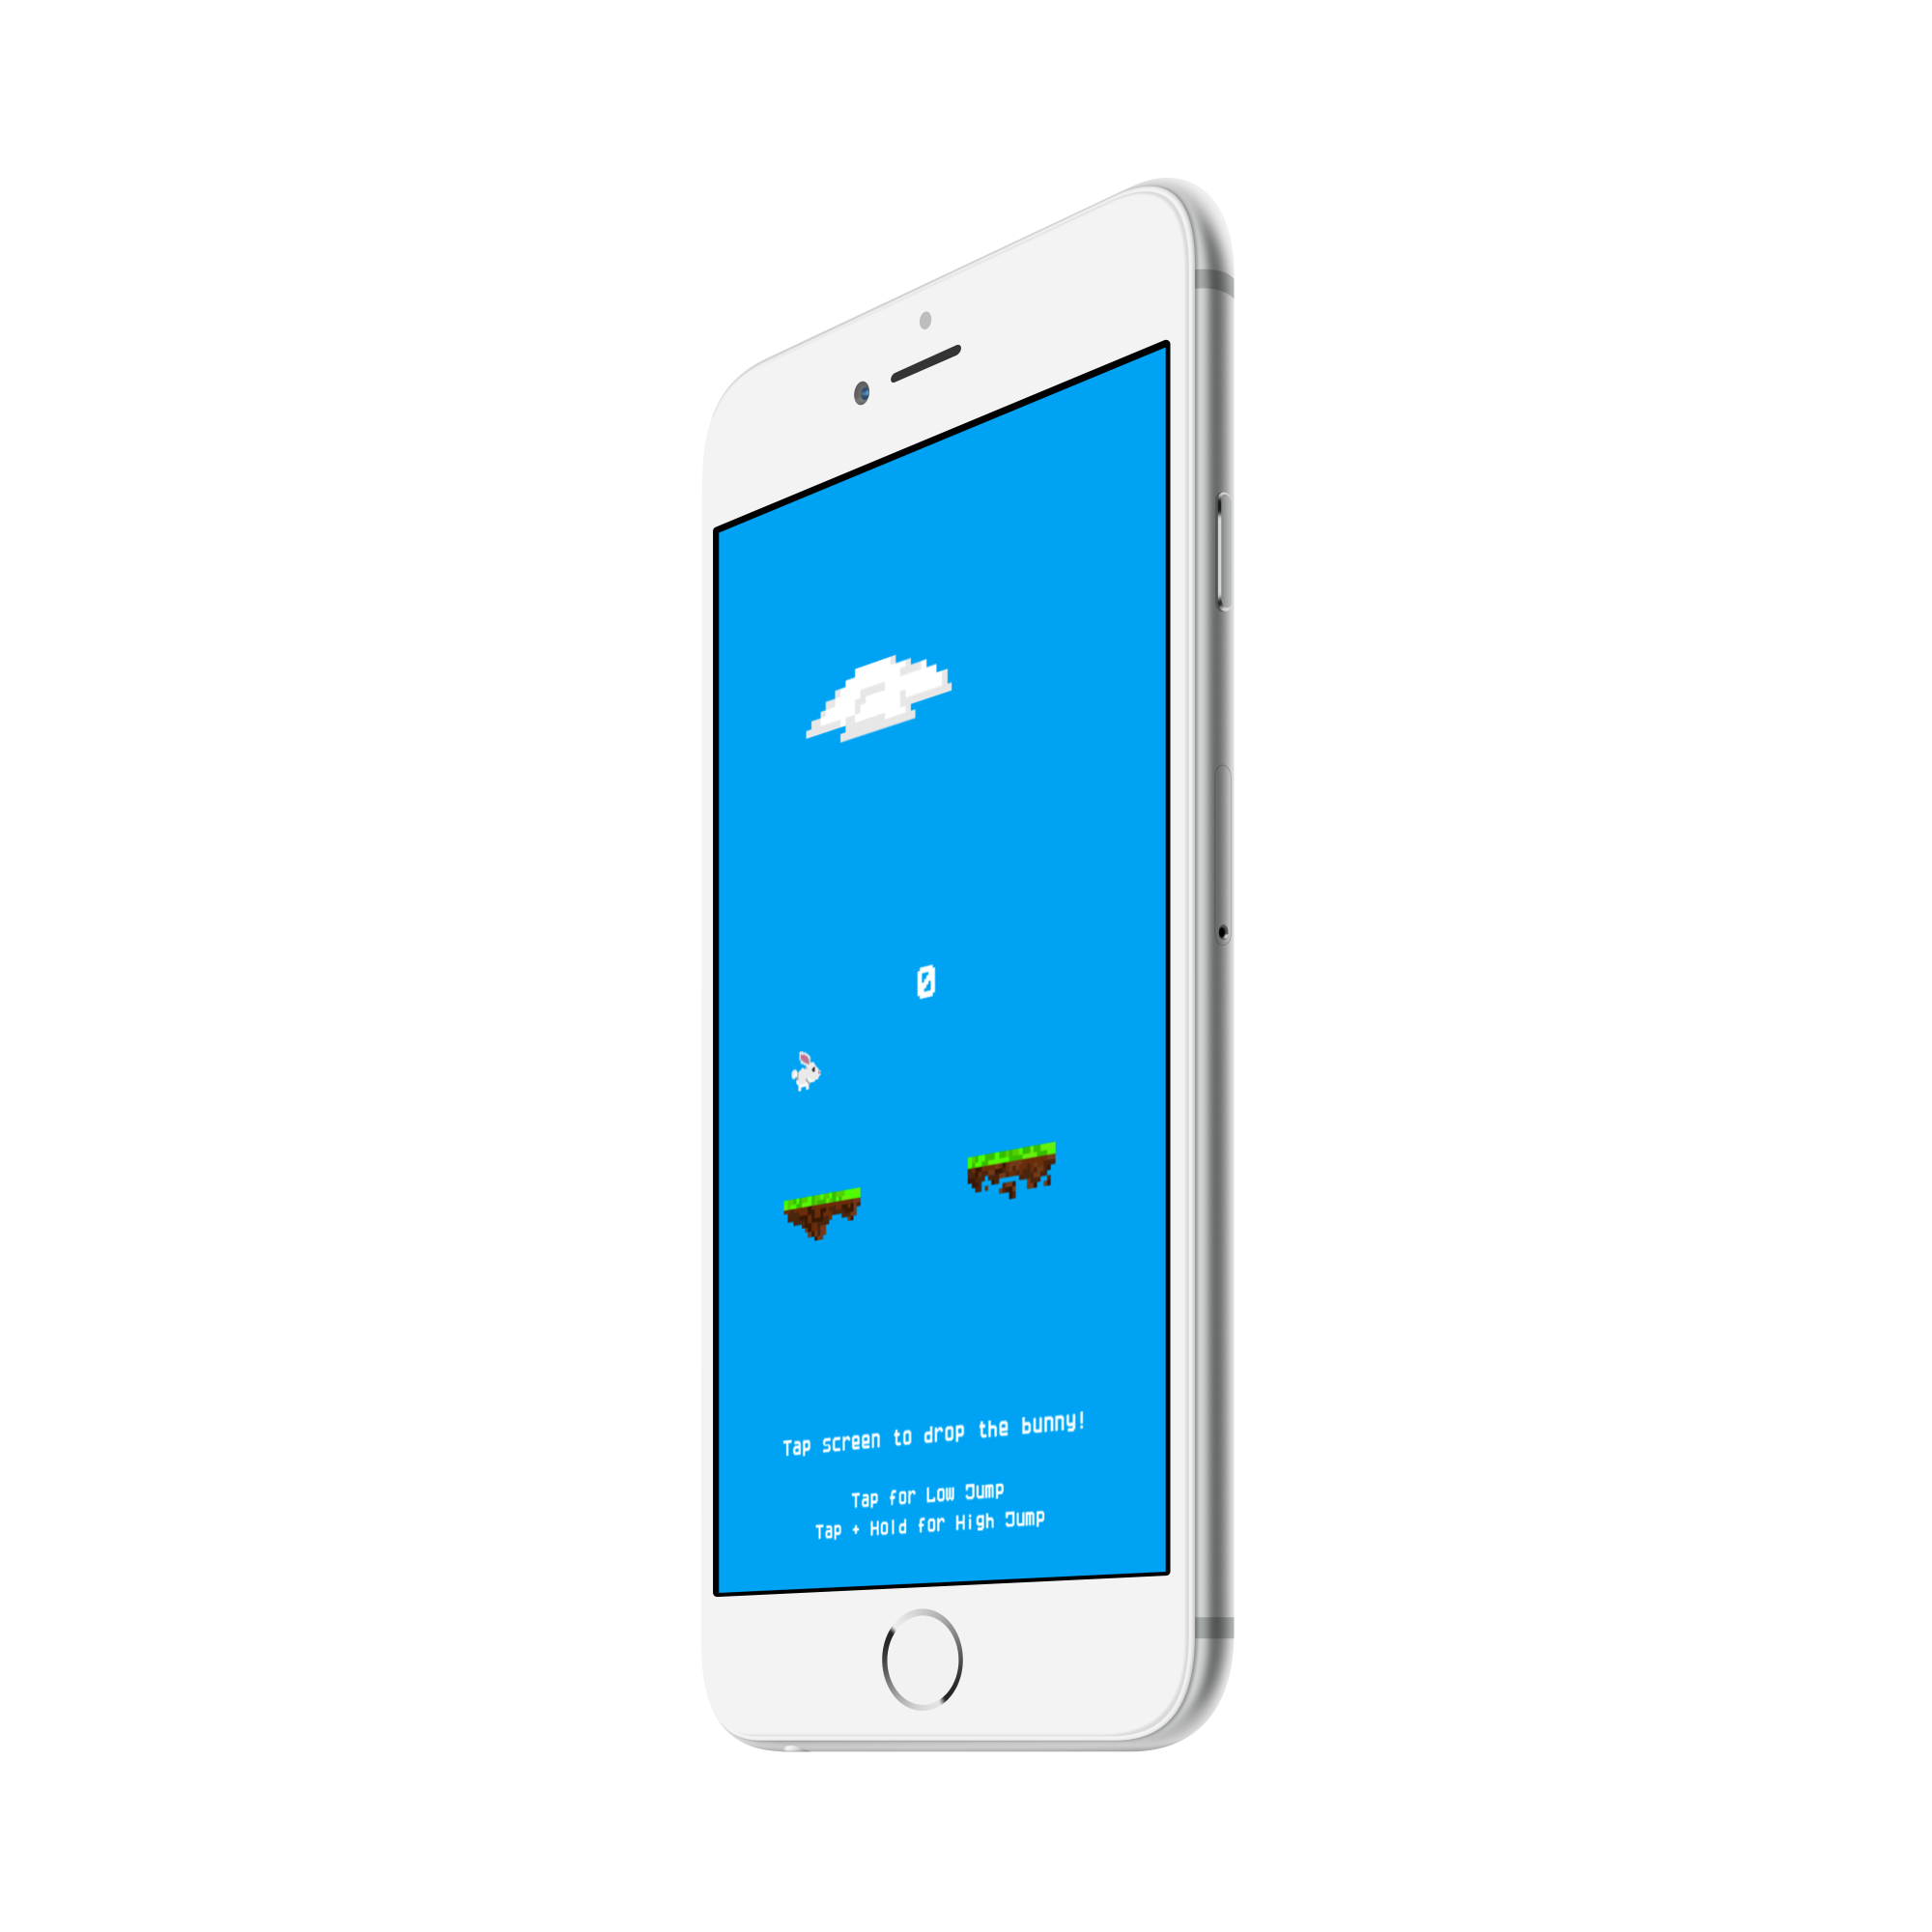 0
Tap screen to drop the bunny!
Tap for Low Jump
Tap + Hold for High Jump